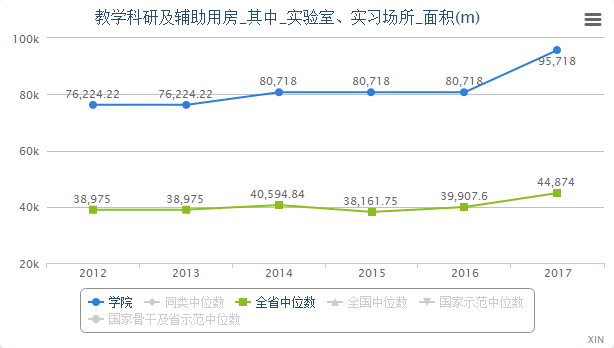 教学科研及辅助用房_其中_实验室、实习场所_面积(m)
100k
80k
60k
40k
20k
76,224.22 76,224.22 80,718 80,718 80,718 95,718
38,975 38,975 40,594.84 38,161.75 39,907.6 44,874
2012 2013 2014 2015 2016 2017
学院 同类中位数 全省中位数 全国中位数 国家示范中位数
国家骨干及省示范中位数
XIN